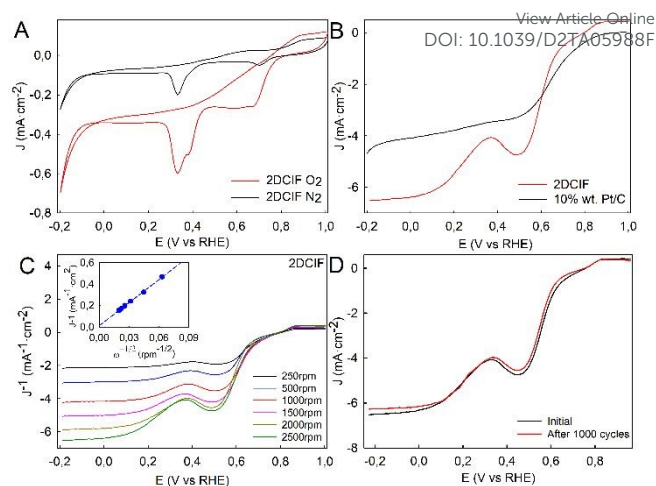 View Article Online
DOI: 10.1039/D2TA05988F
A
J (mA·cm⁻²)
0,0
-0,2
-0,4
-0,6
-0,8
2DCIF O₂
2DCIF N₂
-0,2 0,0 0,2 0,4 0,6 0,8 1,0
E (V vs RHE)
B
J (mA·cm⁻²)
0
-2
-4
-6
2DCIF
10% wt. Pt/C
-0,2 0,0 0,2 0,4 0,6 0,8 1,0
E (V vs RHE)
C
2DCIF
J⁻¹ (mA⁻¹·cm⁻²)
4
2
0
-2
-4
-6
J⁻¹ (mA⁻¹·cm⁻²)
0,6
0,4
0,2
0,0
0.00 0.03 0.06 0.09
ω⁻¹/² (rpm⁻¹/²)
250rpm
500rpm
1000rpm
1500rpm
2000rpm
2500rpm
-0,2 0,0 0,2 0,4 0,6 0,8 1,0
E (V vs RHE)
D
J (mA·cm⁻²)
0
-2
-4
-6
-8
Initial
After 1000 cycles
-0,2 0,0 0,2 0,4 0,6 0,8
E (V vs RHE)